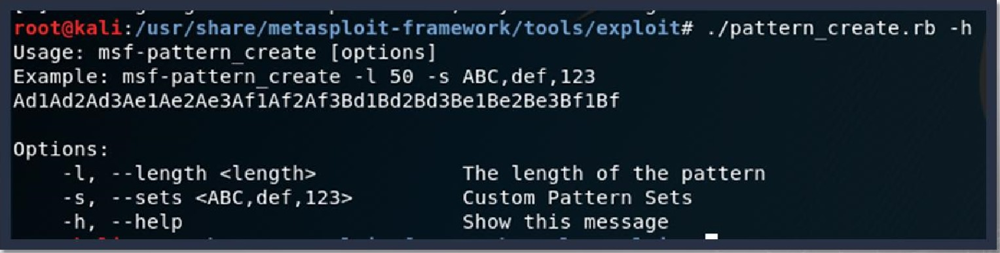 root@kali:/usr/share/metasploit-framework/tools/exploit# ./pattern_create.rb -h
Usage: msf-pattern_create [options]
Example: msf-pattern_create -l 50 -s ABC,def,123
Ad1Ad2Ad3Ae1Ae2Ae3Af1Af2Af3Bd1Bd2Bd3Be1Be2Be3Bf1Bf

Options:
    -l, --length <length>            The length of the pattern
    -s, --sets <ABC,def,123>         Custom Pattern Sets
    -h, --help                       Show this message